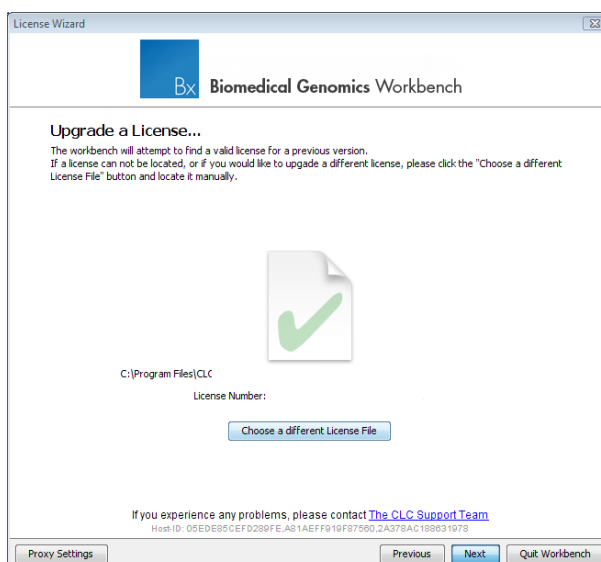 License Wizard
Bx Biomedical Genomics Workbench
Upgrade a License...
The workbench will attempt to find a valid license for a previous version.
If a license can not be located, or if you would like to upgade a different license, please click the "Choose a different
License File" button and locate it manually.
C:\Program Files\CLC
License Number:
Choose a different License File
If you experience any problems, please contact The CLC Support Team
Host-ID: 05EDE85CEFD289FE,A81AEFF919F87560,2A378AC188631978
Proxy Settings
Previous
Next
Quit Workbench